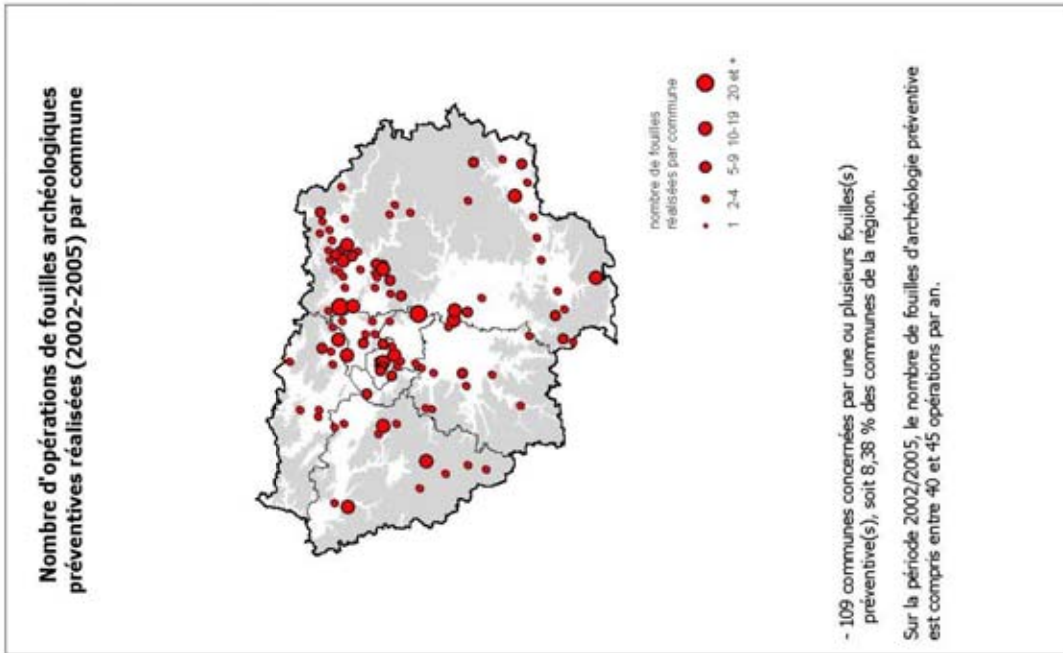 Nombre d'opérations de fouilles archéologiques
préventives réalisées (2002-2005) par commune
nombre de fouilles
réalisées par commune
1 2-4 5-9 10-19 20 et +
- 109 communes concernées par une ou plusieurs fouilles(s)
préventive(s), soit 8,38 % des communes de la région.
Sur la période 2002/2005, le nombre de fouilles d'archéologie préventive
est compris entre 40 et 45 opérations par an.